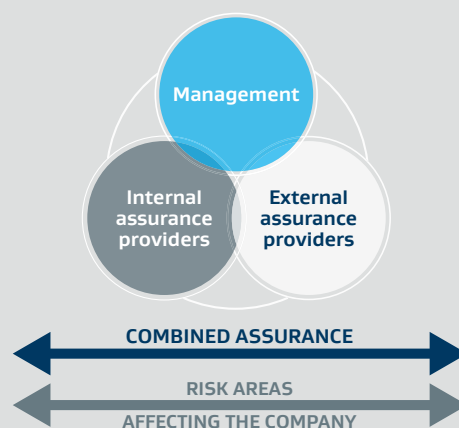 Management
Internal
assurance
providers
External
assurance
providers
COMBINED ASSURANCE
RISK AREAS
AFFECTING THE COMPANY